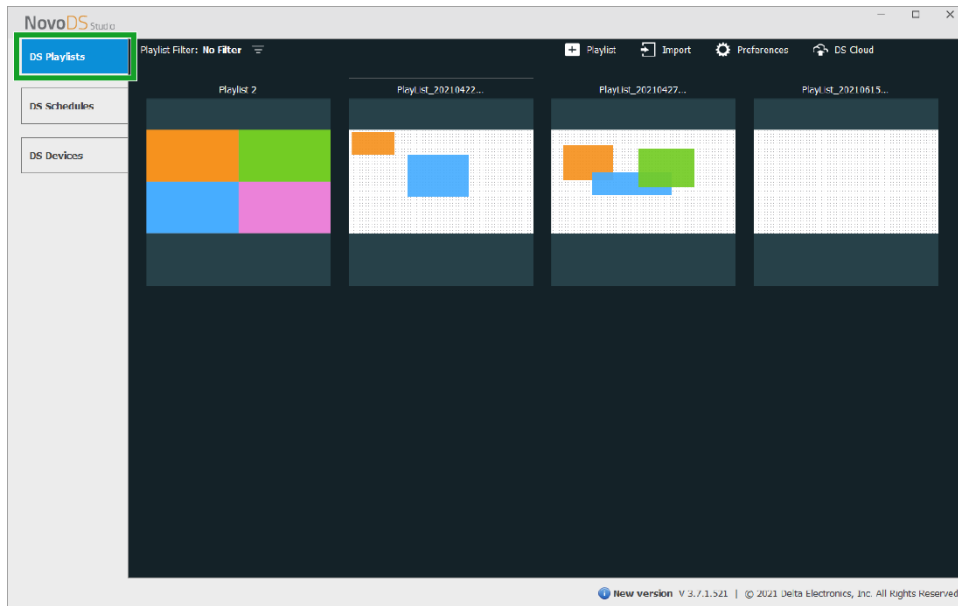 NovoDS Studio
DS Playlists
DS Schedules
DS Devices
Playlist Filter: No Filter
Playlist
Import
Preferences
DS Cloud
Playlist 2
PlayList_20210422...
PlayList_20210427...
PlayList_20210615...
New version V 3.7.1.521 | © 2021 Delta Electronics, Inc. All Rights Reserved